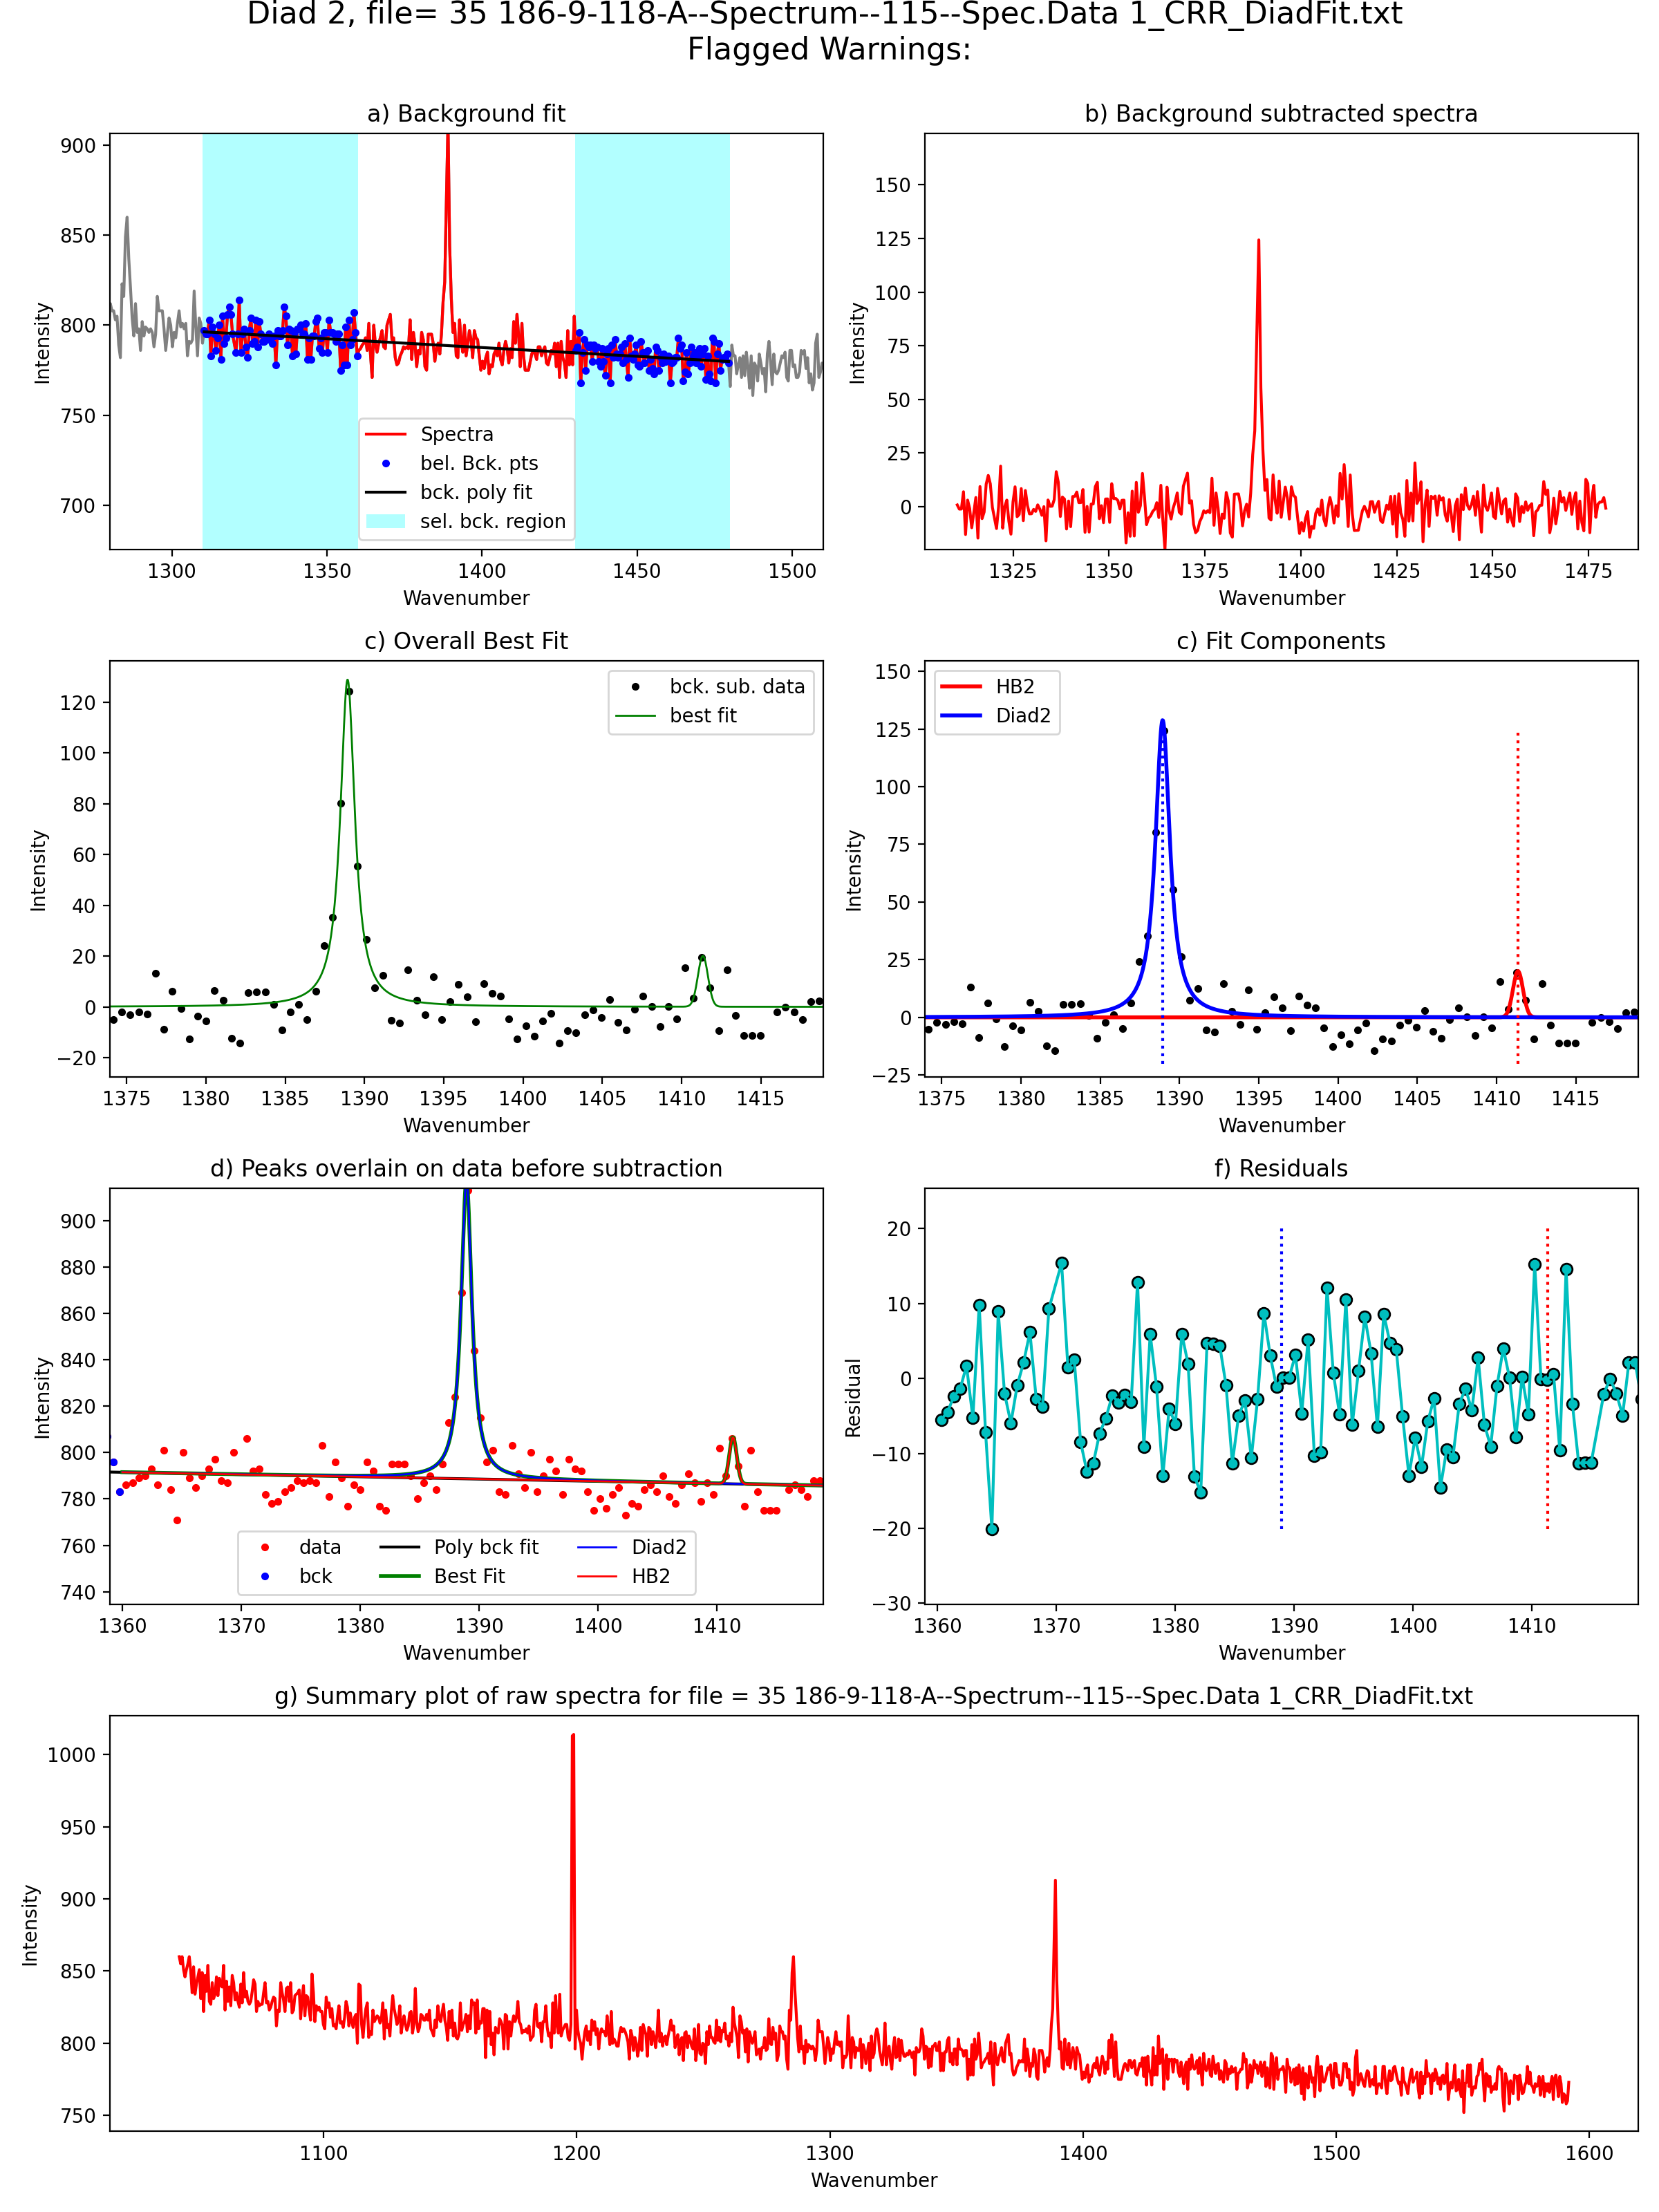 Diad 2, file= 35 186-9-118-A--Spectrum--115--Spec.Data 1_CRR_DiadFit.txt
Flagged Warnings:
a) Background fit
900
850
800
750
700
Intensity
1300 1350 1400 1450 1500
Wavenumber
Spectra
bel. Bck. pts
bck. poly fit
sel. bck. region
b) Background subtracted spectra
150
125
100
75
50
25
0
Intensity
1325 1350 1375 1400 1425 1450 1475
Wavenumber
c) Overall Best Fit
120
100
80
60
40
20
0
−20
Intensity
1375 1380 1385 1390 1395 1400 1405 1410 1415
Wavenumber
bck. sub. data
best fit
c) Fit Components
150
125
100
75
50
25
0
−25
Intensity
1375 1380 1385 1390 1395 1400 1405 1410 1415
Wavenumber
HB2
Diad2
d) Peaks overlain on data before subtraction
900
880
860
840
820
800
780
760
740
Intensity
1360 1370 1380 1390 1400 1410
Wavenumber
data Poly bck fit Diad2
bck Best Fit HB2
f) Residuals
20
10
0
−10
−20
−30
Residual
1360 1370 1380 1390 1400 1410
Wavenumber
g) Summary plot of raw spectra for file = 35 186-9-118-A--Spectrum--115--Spec.Data 1_CRR_DiadFit.txt
1000
950
900
850
800
750
Intensity
1100 1200 1300 1400 1500 1600
Wavenumber